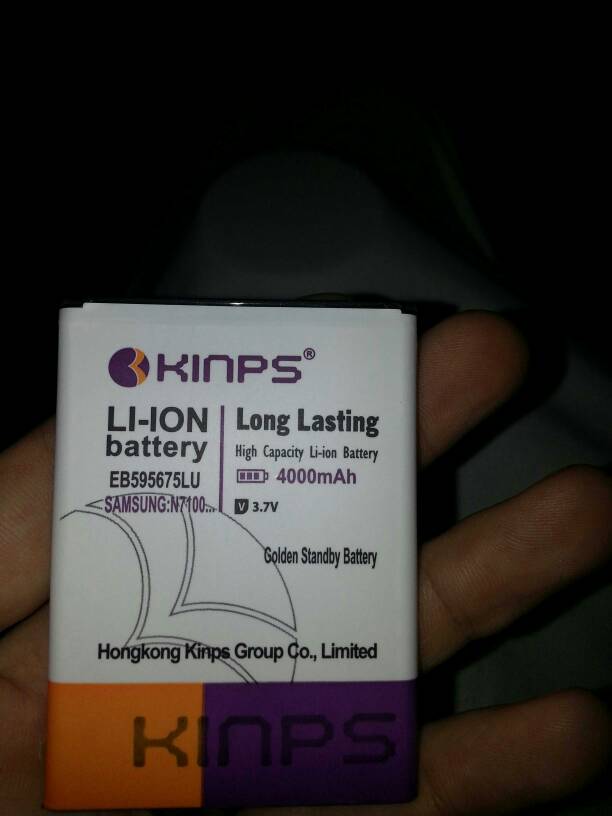 KINPS®
LI-ION
battery
EB595675LU
SAMSUNG:N7100...
Long Lasting
High Capacity Li-ion Battery
4000mAh
V 3.7V
Golden Standby Battery
Hongkong Kinps Group Co., Limited
KINPS